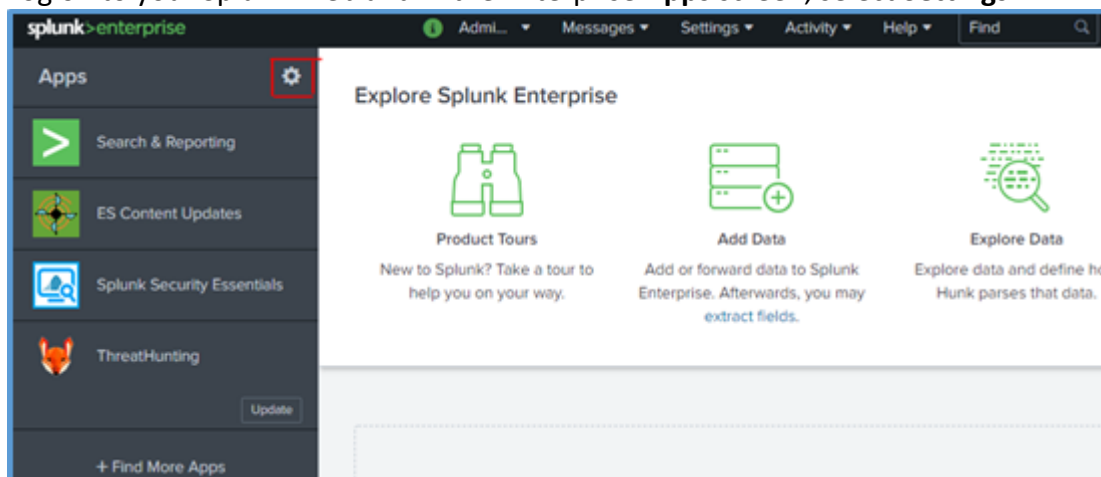 splunk>enterprise
Admi... Messages Settings Activity Help Find
Apps
Explore Splunk Enterprise
Search & Reporting
ES Content Updates
Splunk Security Essentials
ThreatHunting
Update
+ Find More Apps
Product Tours
New to Splunk? Take a tour to
help you on your way.
Add Data
Add or forward data to Splunk
Enterprise. Afterwards, you may
extract fields.
Explore Data
Explore data and define
Hunk parses that data.